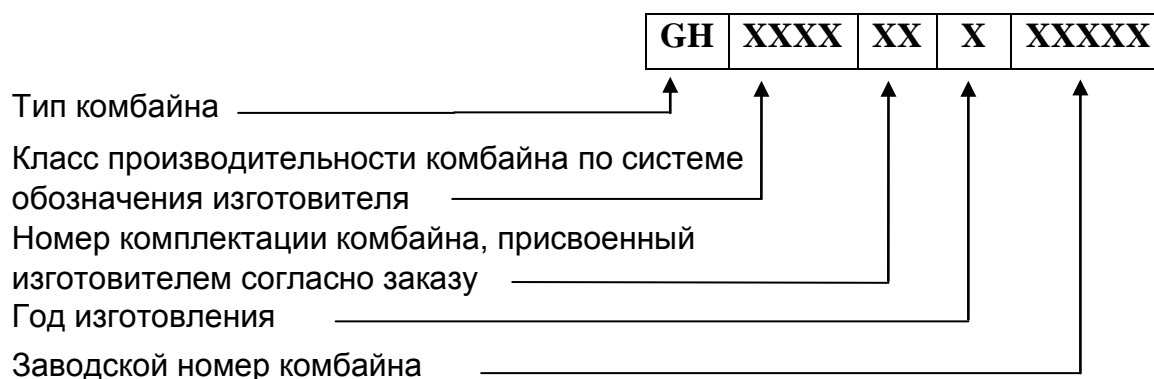 GH XXXX XX X XXXXX
Тип комбайна
Класс производительности комбайна по системе
обозначения изготовителя
Номер комплектации комбайна, присвоенный
изготовителем согласно заказу
Год изготовления
Заводской номер комбайна